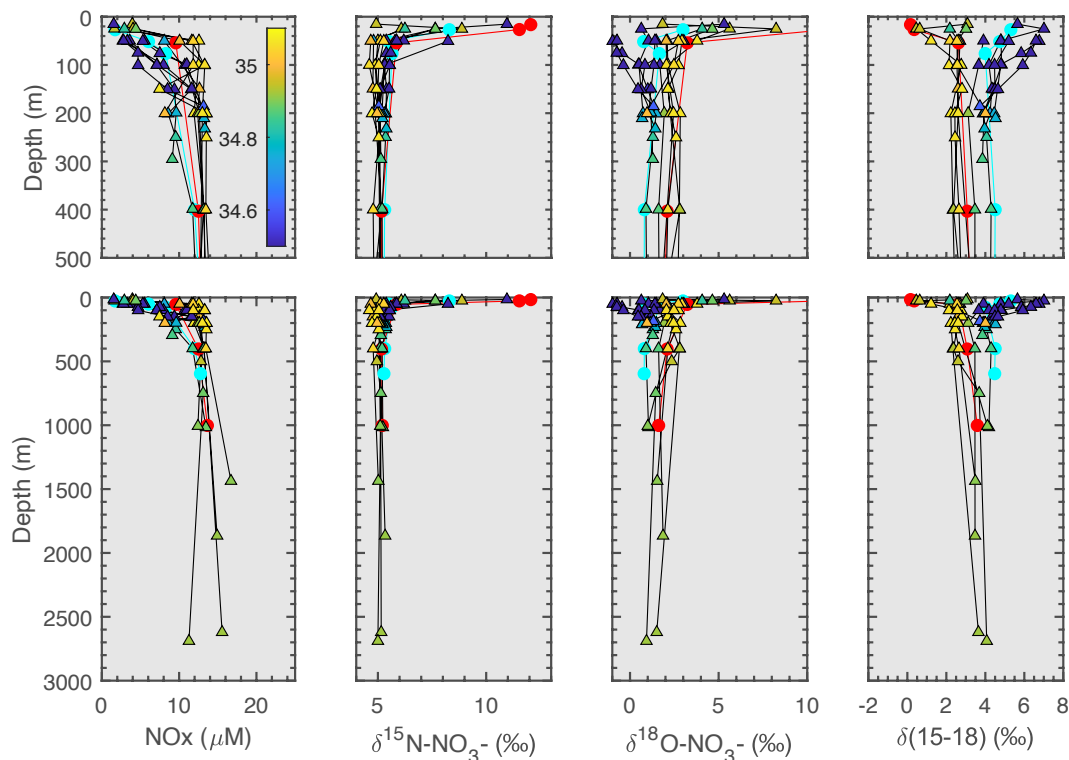 0
100
200
300
400
500
Depth (m)
35
34.8
34.6
0
500
1000
1500
2000
2500
3000
Depth (m)
0 10 20
NOx (μM)
5 10
δ15N-NO3- (‰)
0 5 10
δ18O-NO3- (‰)
-2 0 2 4 6 8
δ(15-18) (‰)